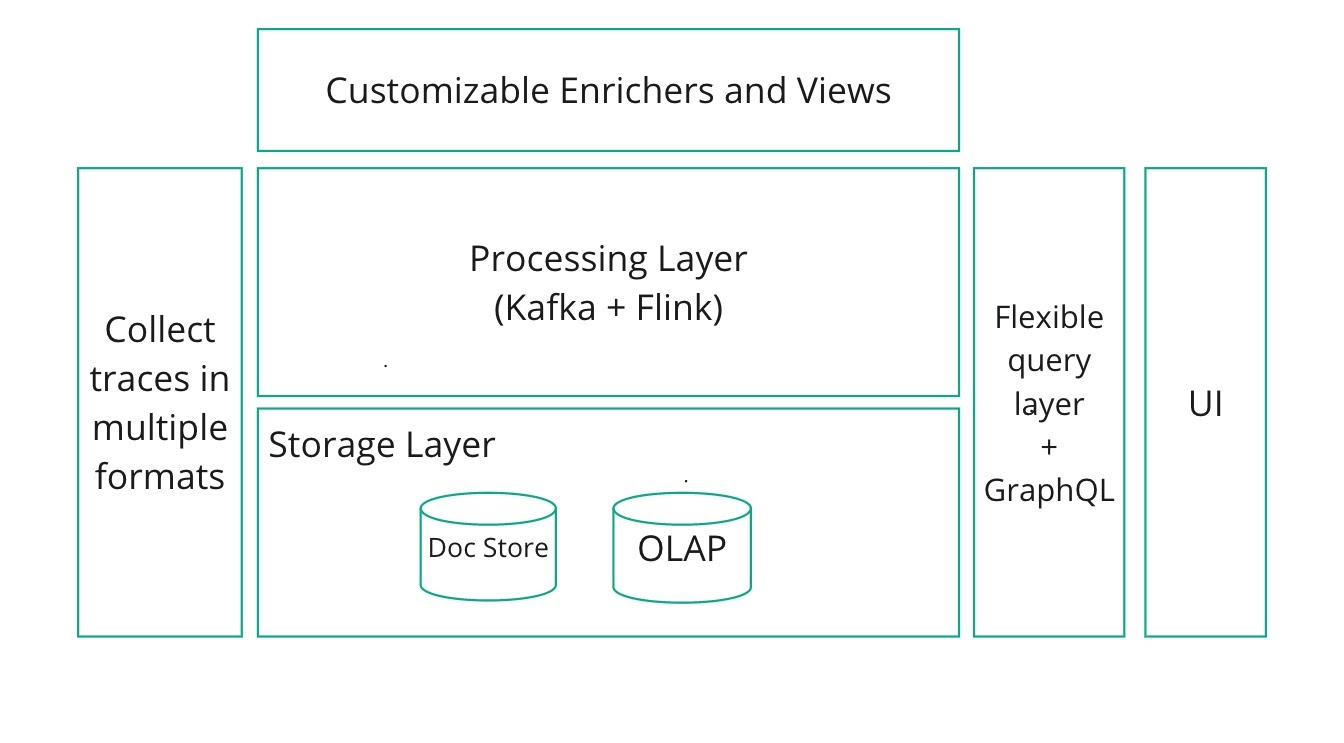 Customizable Enrichers and Views
Collect
traces in
multiple
formats
Processing Layer
(Kafka + Flink)
Storage Layer
Doc Store
OLAP
Flexible
query
layer
+
GraphQL
UI